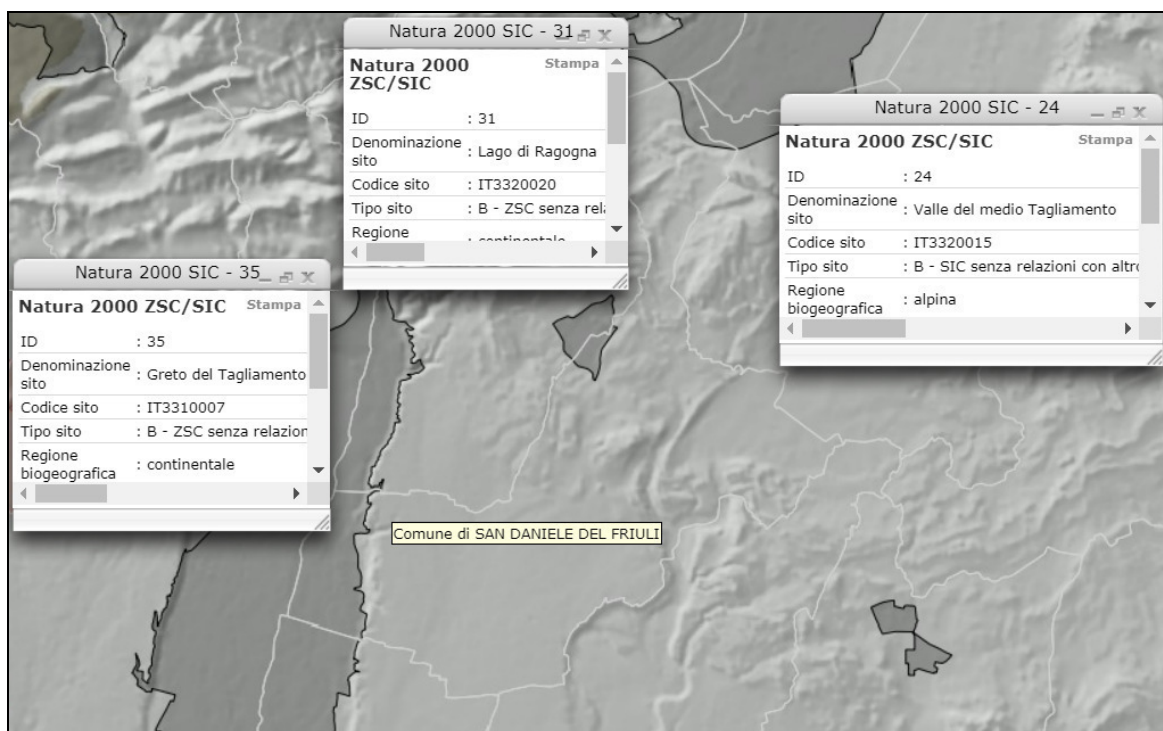 Natura 2000 SIC - 31
Natura 2000 ZSC/SIC
Stampa
ID : 31
Denominazione sito : Lago di Ragogna
Codice sito : IT3320020
Tipo sito : B - ZSC senza
Regione : continentale
Natura 2000 SIC - 24
Natura 2000 ZSC/SIC Stampa
ID : 24
Denominazione sito : Valle del medio Tagliamento
Codice sito : IT3320015
Tipo sito : B - SIC senza relazioni con
Regione biogeografica : alpina
Natura 2000 SIC - 35
Natura 2000 ZSC/SIC Stampa
ID : 35
Denominazione sito : Greto del Tagliamento
Codice sito : IT3310007
Tipo sito : B - ZSC senza
Regione biogeografica : continentale
Comune di SAN DANIELE DEL FRIULI